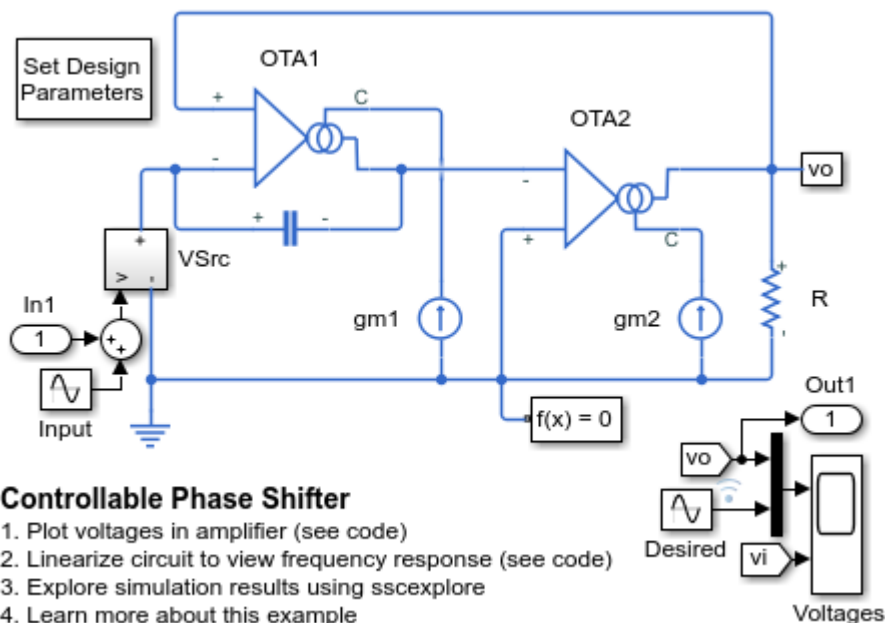 Set Design
Parameters
OTA1
+
C
-
OTA2
-
+
C
vo
+ -
+
-
>
VSrc
In1
1
+
+
Input
gm1
gm2
+
-
R
f(x) = 0
Out1
1
vo
Desired
vi
Voltages
Controllable Phase Shifter
1. Plot voltages in amplifier (see code)
2. Linearize circuit to view frequency response (see code)
3. Explore simulation results using sscexplore
4. Learn more about this example